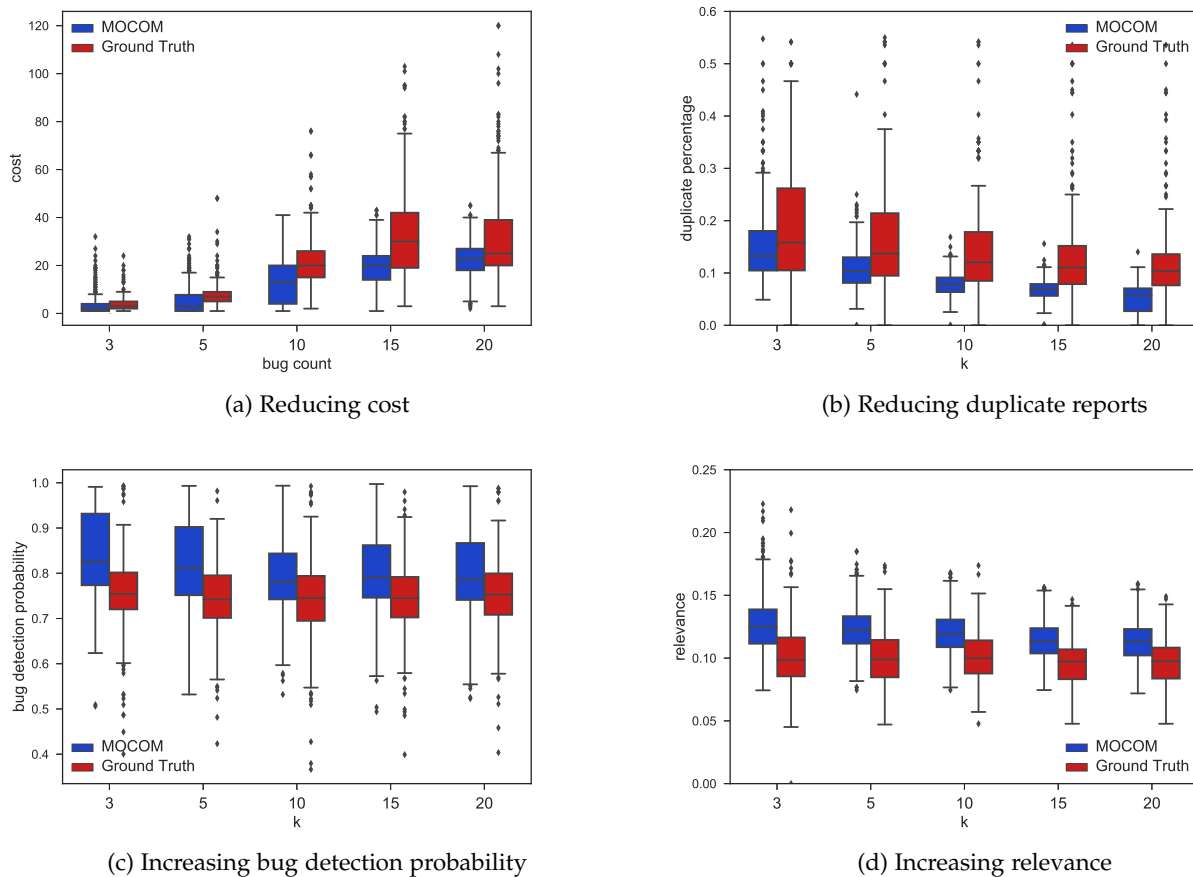 120
100
80
60
40
20
0
cost
MOCOM
Ground Truth
3 5 10 15 20
bug count
(a) Reducing cost
0.6
0.5
0.4
0.3
0.2
0.1
0.0
duplicate percentage
MOCOM
Ground Truth
3 5 10 15 20
k
(b) Reducing duplicate reports
1.0
0.9
0.8
0.7
0.6
0.5
0.4
bug detection probability
MOCOM
Ground Truth
3 5 10 15 20
k
(c) Increasing bug detection probability
0.25
0.20
0.15
0.10
0.05
0.00
relevance
MOCOM
Ground Truth
3 5 10 15 20
k
(d) Increasing relevance